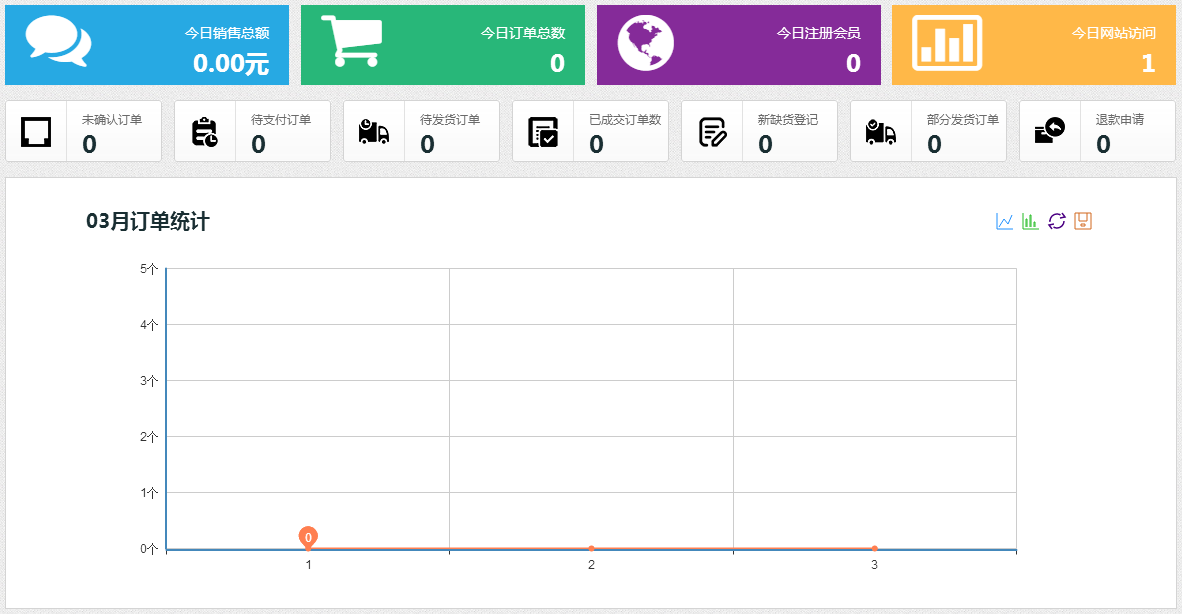 今日销售总额
0.00元
今日订单总数
0
今日注册会员
0
今日网站访问
1
未确认订单
0
待支付订单
0
待发货订单
0
已成交订单数
0
新缺货登记
0
部分发货订单
0
退款申请
0
03月订单统计
5个
4个
3个
2个
1个
0个
0
1
2
3